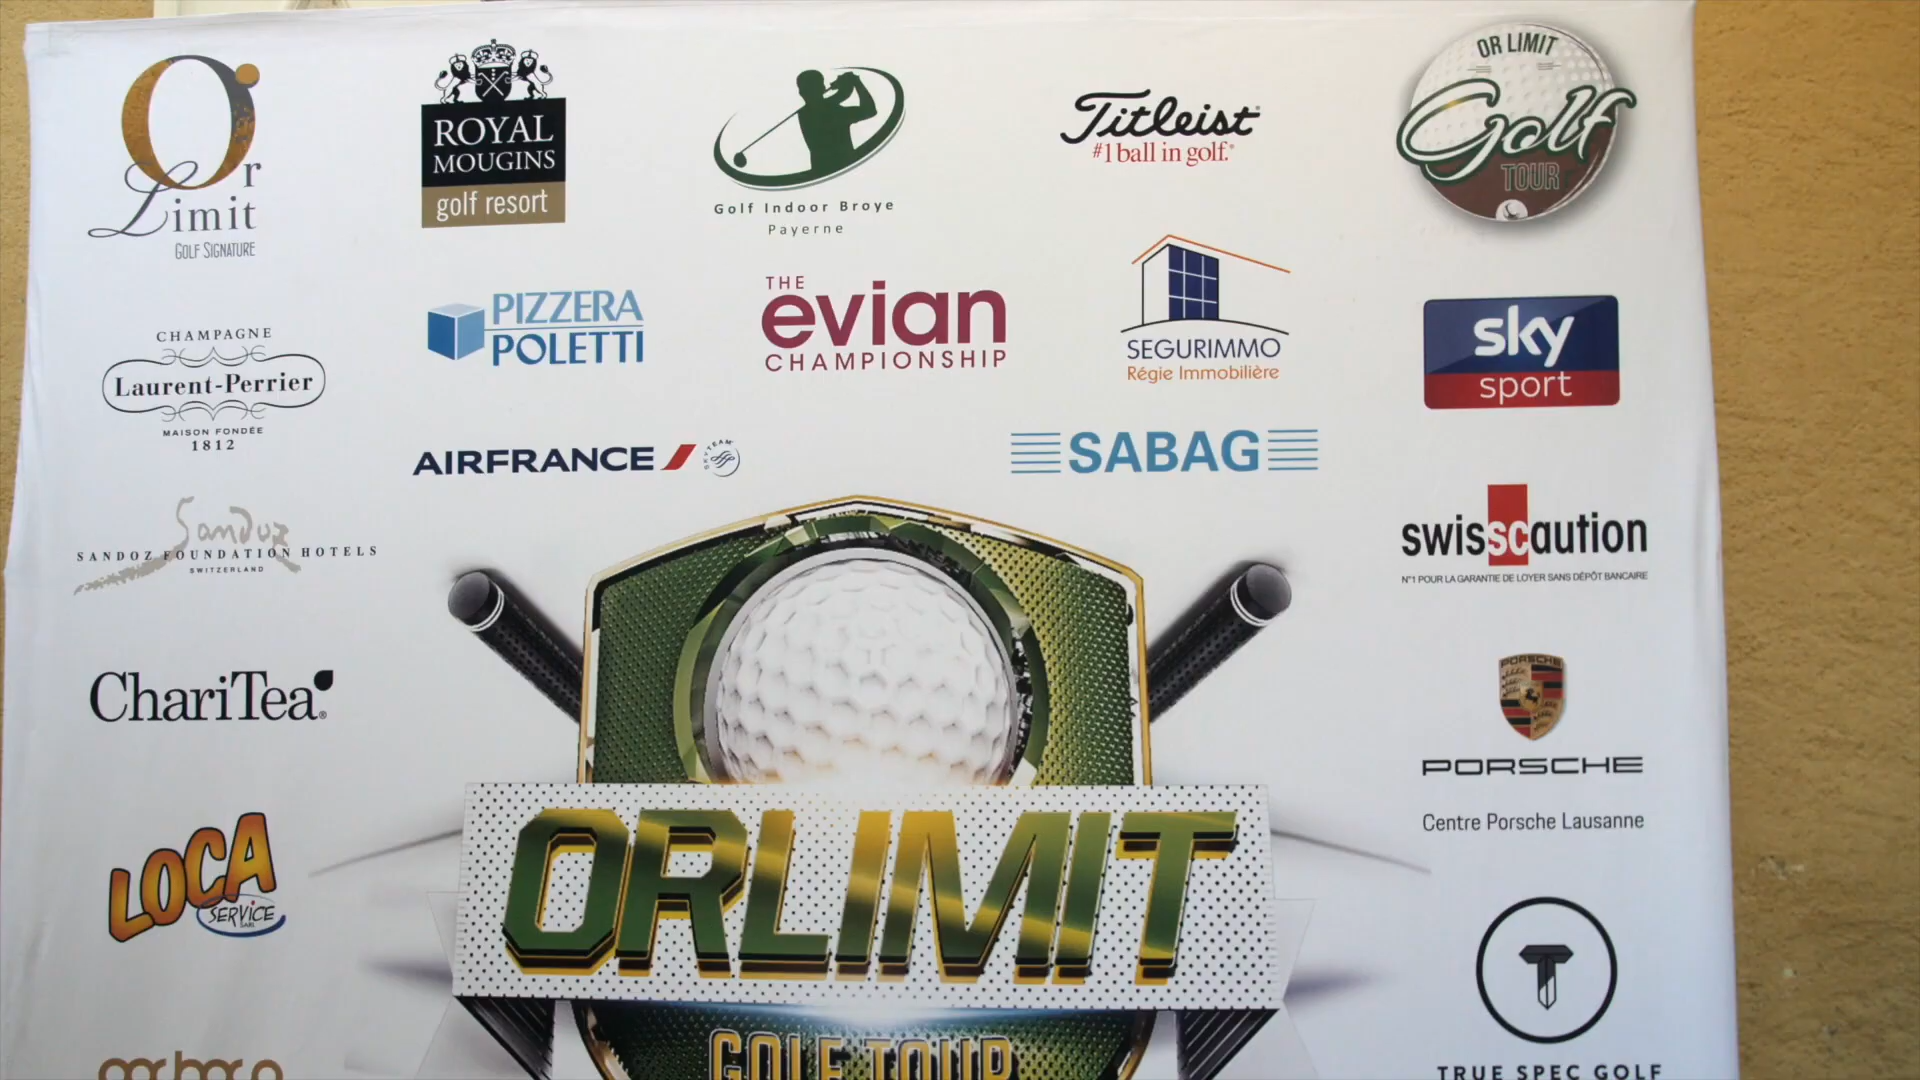 Or
Limit
GOLF SIGNATURE
ROYAL
MOUGINS
golf resort
Golf Indoor Broye
Payerne
Titleist
#1 ball in golf.
OR LIMIT
Golf
TOUR
CHAMPAGNE
Laurent-Perrier
MAISON FONDÉE
1812
PIZZERA
POLETTI
THE
evian
CHAMPIONSHIP
SEGURIMMO
Régie Immobilière
sky
sport
AIRFRANCE
SKYTEAM
SABAG
Sandoz
SANDOZ FOUNDATION HOTELS
SWITZERLAND
swisscaution
N°1 POUR LA GARANTIE DE LOYER SANS DÉPÔT BANCAIRE
ChariTea®
PORSCHE
PORSCHE
Centre Porsche Lausanne
LOCA
SERVICE
SARL
ORLIMIT
GOLF TOUR
TRUE SPEC GOLF